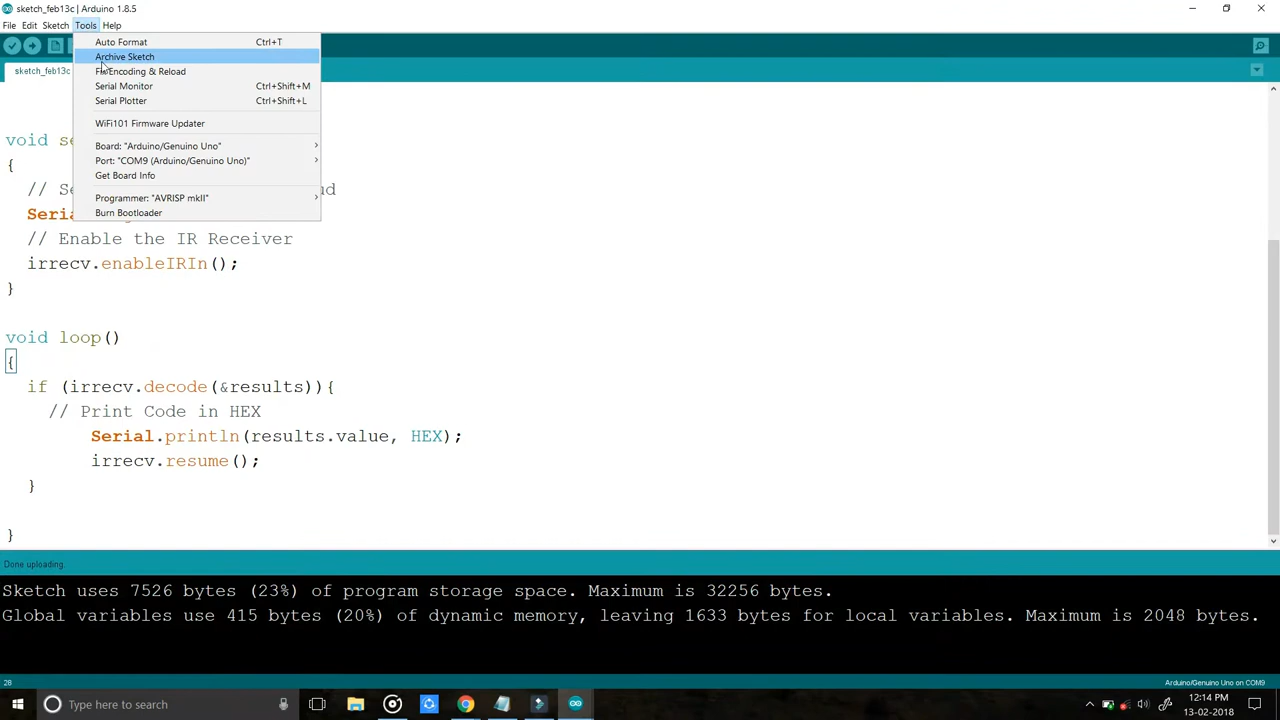 sketch_feb13c | Arduino 1.8.5
File Edit Sketch Tools Help
Auto Format Ctrl+T
Archive Sketch
Encoding & Reload
Serial Monitor Ctrl+Shift+M
Serial Plotter Ctrl+Shift+L
WiFi101 Firmware Updater
Board: "Arduino/Genuino Uno"
Port: "COM9 (Arduino/Genuino Uno)"
Get Board Info
Programmer: "AVRISP mkII"
Burn Bootloader
sketch_feb13c
void
{
//
// Enable the IR Receiver
irrecv.enableIRIn();
}
void loop()
{
if (irrecv.decode(&results)){
// Print Code in HEX
Serial.println(results.value, HEX);
irrecv.resume();
}
}
Done uploading.
Sketch uses 7526 bytes (23%) of program storage space. Maximum is 32256 bytes.
Global variables use 415 bytes (20%) of dynamic memory, leaving 1633 bytes for local variables. Maximum is 2048 bytes.
28 Arduino/Genuino Uno on COM9
Type here to search
12:14 PM
13-02-2018